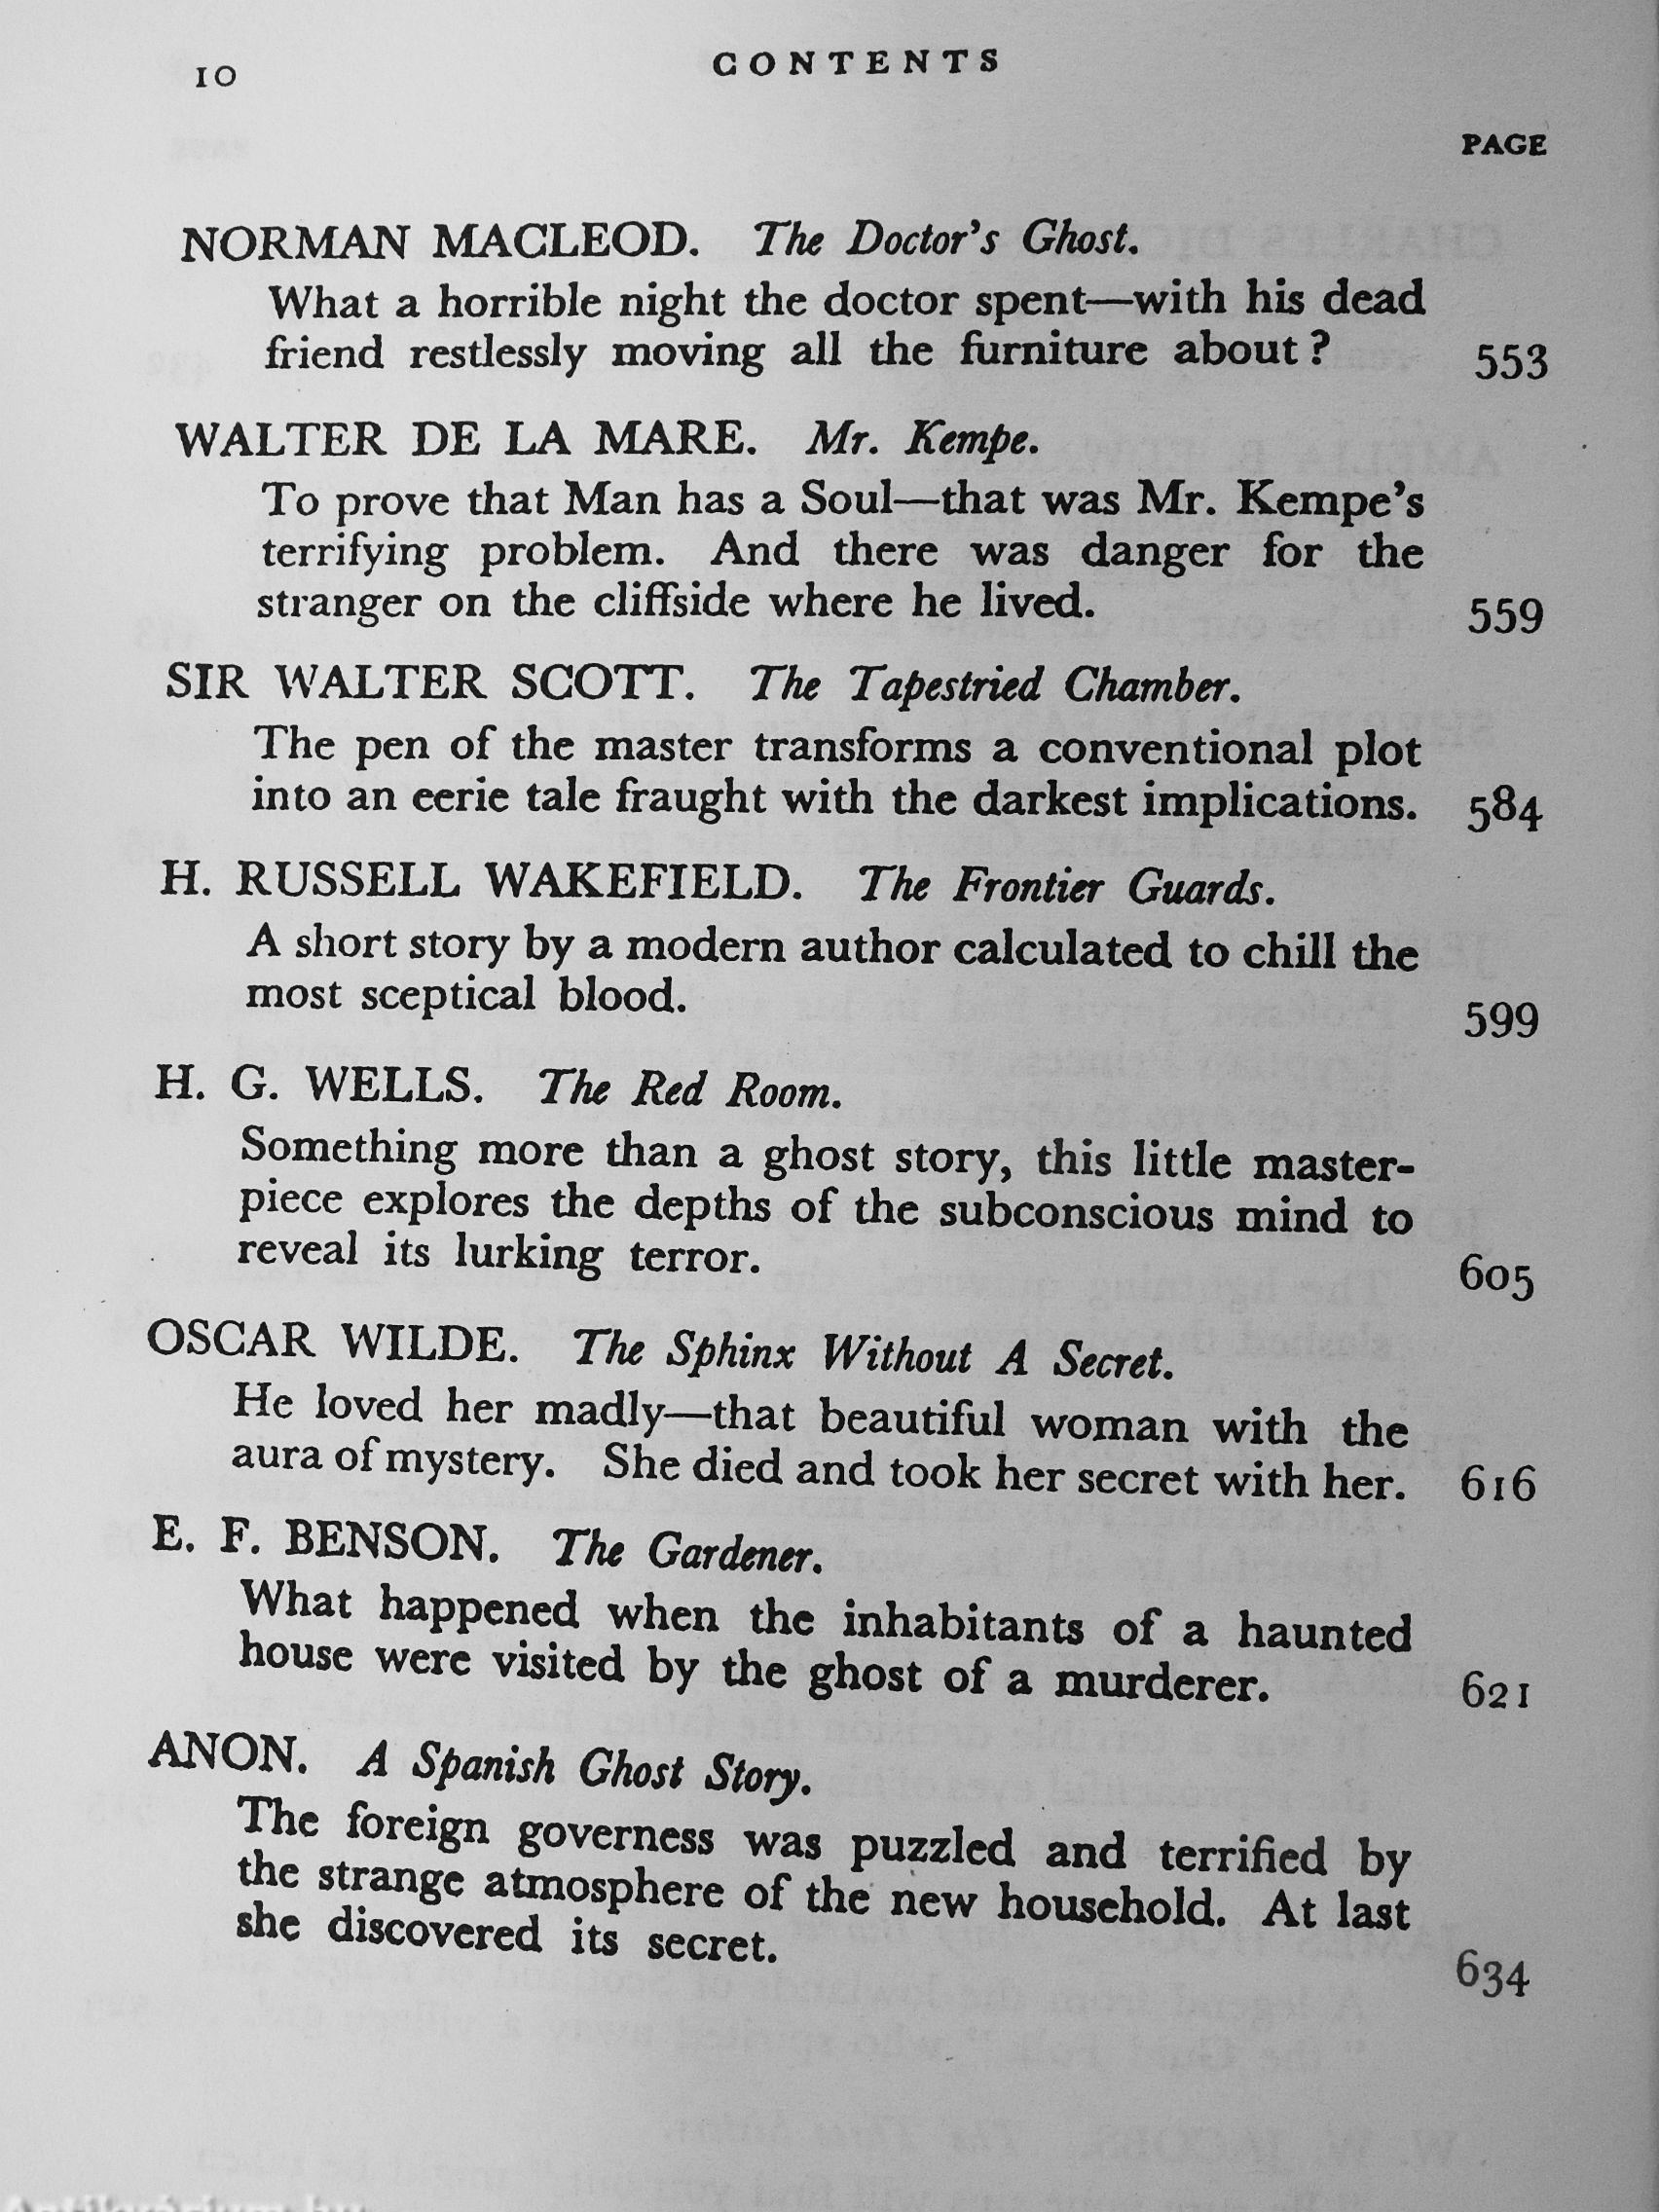 10
CONTENTS
PAGE
NORMAN MACLEOD. The Doctor's Ghost.
What a horrible night the doctor spent—with his dead
friend restlessly moving all the furniture about? 553
WALTER DE LA MARE. Mr. Kempe.
To prove that Man has a Soul—that was Mr. Kempe's
terrifying problem. And there was danger for the
stranger on the cliffside where he lived. 559
SIR WALTER SCOTT. The Tapestried Chamber.
The pen of the master transforms a conventional plot
into an eerie tale fraught with the darkest implications. 584
H. RUSSELL WAKEFIELD. The Frontier Guards.
A short story by a modern author calculated to chill the
most sceptical blood. 599
H. G. WELLS. The Red Room.
Something more than a ghost story, this little master-
piece explores the depths of the subconscious mind to
reveal its lurking terror. 605
OSCAR WILDE. The Sphinx Without A Secret.
He loved her madly—that beautiful woman with the
aura of mystery. She died and took her secret with her. 616
E. F. BENSON. The Gardener.
What happened when the inhabitants of a haunted
house were visited by the ghost of a murderer. 621
ANON. A Spanish Ghost Story.
The foreign governess was puzzled and terrified by
the strange atmosphere of the new household. At last
she discovered its secret. 634